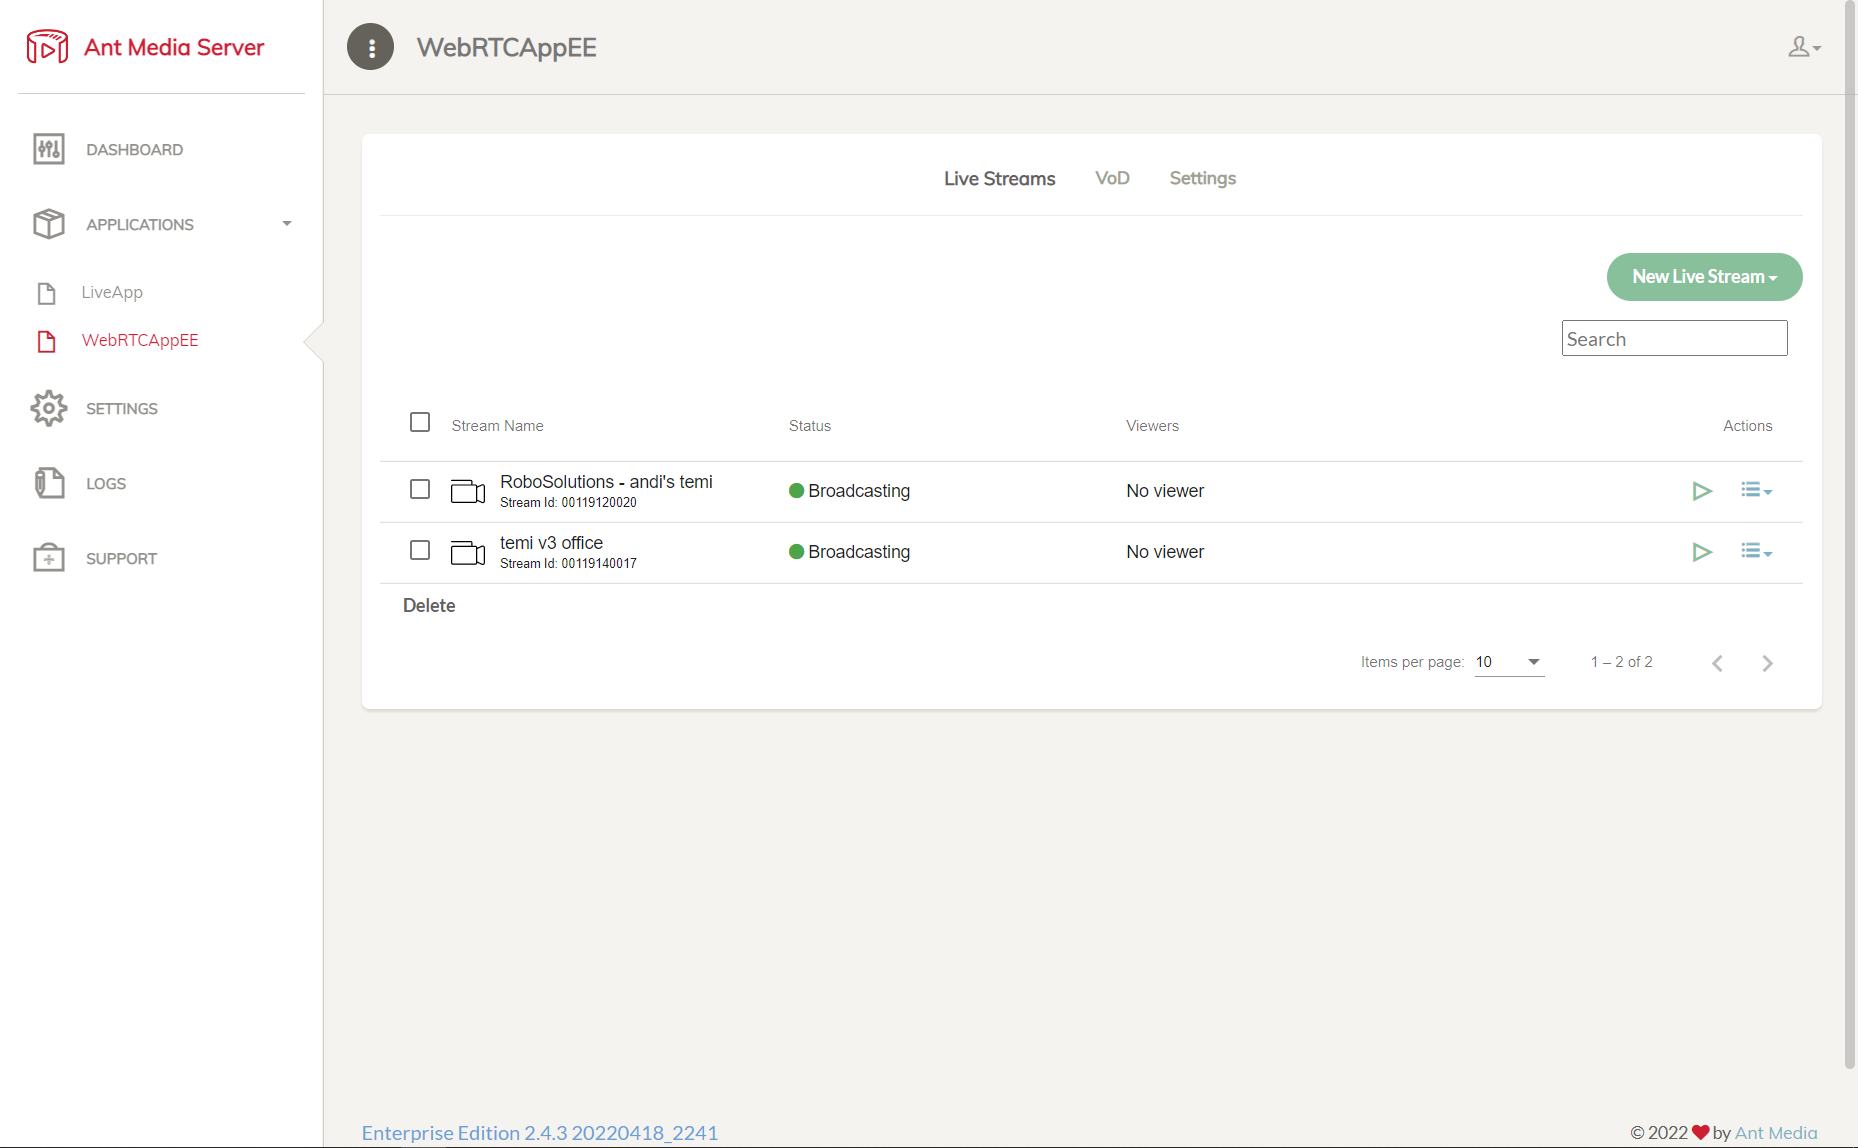 Ant Media Server
WebRTCAppEE
DASHBOARD
APPLICATIONS
LiveApp
WebRTCAppEE
SETTINGS
LOGS
SUPPORT
Live Streams VoD Settings
New Live Stream
Search
Stream Name Status Viewers Actions
RoboSolutions - andi's temi
Stream Id: 00119120020
Broadcasting No viewer
temi v3 office
Stream Id: 00119140017
Broadcasting No viewer
Delete
Items per page: 10 1 – 2 of 2
Enterprise Edition 2.4.3 20220418_2241
© 2022 ❤ by Ant Media